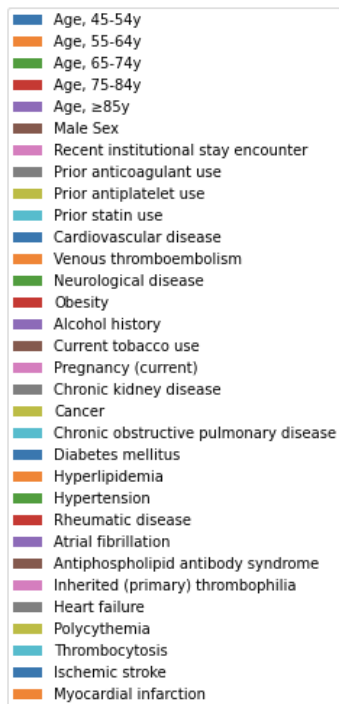 Age, 45-54y
Age, 55-64y
Age, 65-74y
Age, 75-84y
Age, ≥85y
Male Sex
Recent institutional stay encounter
Prior anticoagulant use
Prior antiplatelet use
Prior statin use
Cardiovascular disease
Venous thromboembolism
Neurological disease
Obesity
Alcohol history
Current tobacco use
Pregnancy (current)
Chronic kidney disease
Cancer
Chronic obstructive pulmonary disease
Diabetes mellitus
Hyperlipidemia
Hypertension
Rheumatic disease
Atrial fibrillation
Antiphospholipid antibody syndrome
Inherited (primary) thrombophilia
Heart failure
Polycythemia
Thrombocytosis
Ischemic stroke
Myocardial infarction